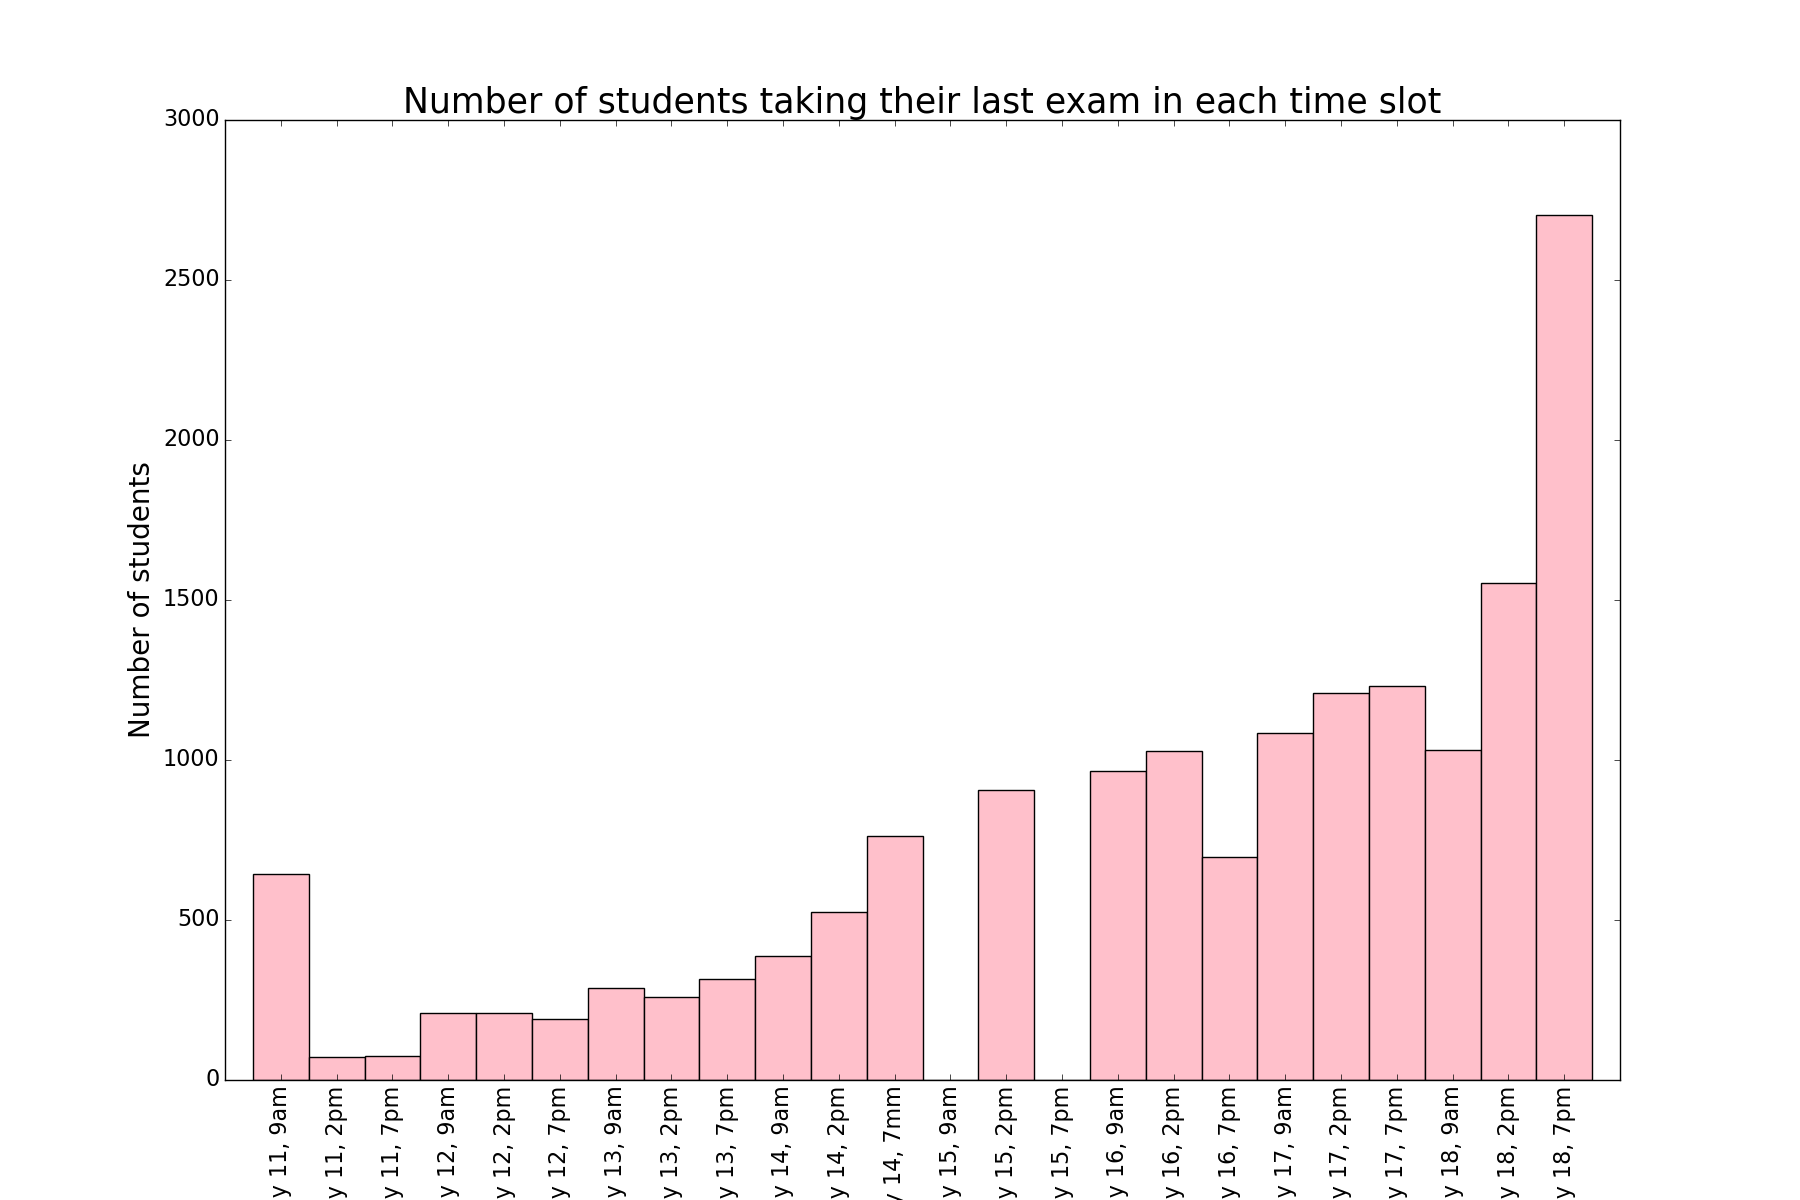 Number of students taking their last exam in each time slot
Number of students
3000
2500
2000
1500
1000
500
0
y 11, 9am
y 11, 2pm
y 11, 7pm
y 12, 9am
y 12, 2pm
y 12, 7pm
y 13, 9am
y 13, 2pm
y 13, 7pm
y 14, 9am
y 14, 2pm
y 14, 7mm
y 15, 9am
y 15, 2pm
y 15, 7pm
y 16, 9am
y 16, 2pm
y 16, 7pm
y 17, 9am
y 17, 2pm
y 17, 7pm
y 18, 9am
y 18, 2pm
y 18, 7pm